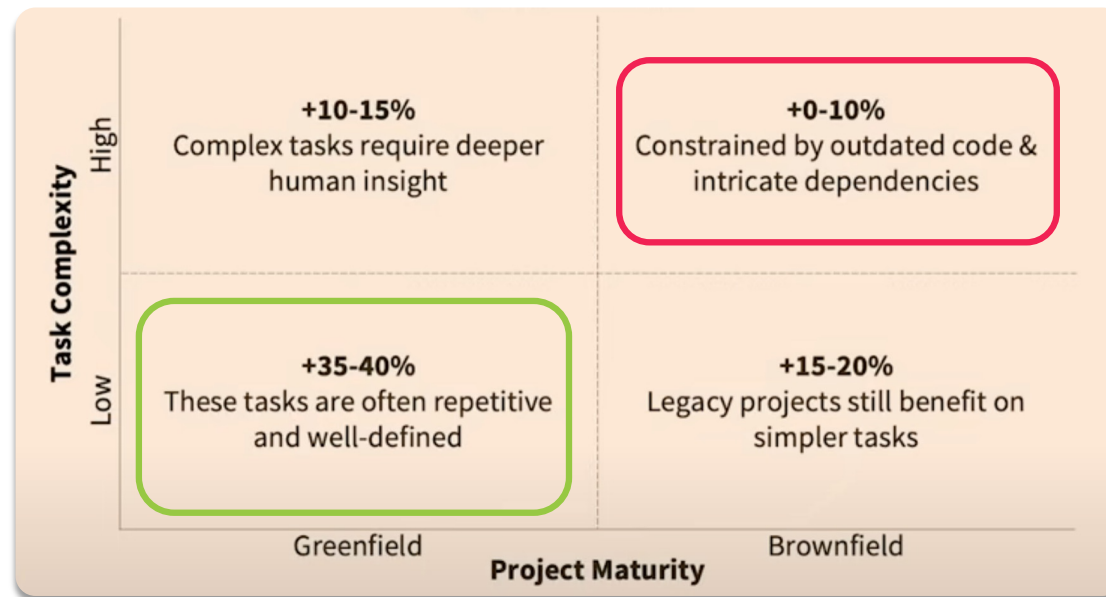 Task Complexity
High
+10-15%
Complex tasks require deeper
human insight
+0-10%
Constrained by outdated code &
intricate dependencies
Low
+35-40%
These tasks are often repetitive
and well-defined
+15-20%
Legacy projects still benefit on
simpler tasks
Greenfield
Brownfield
Project Maturity